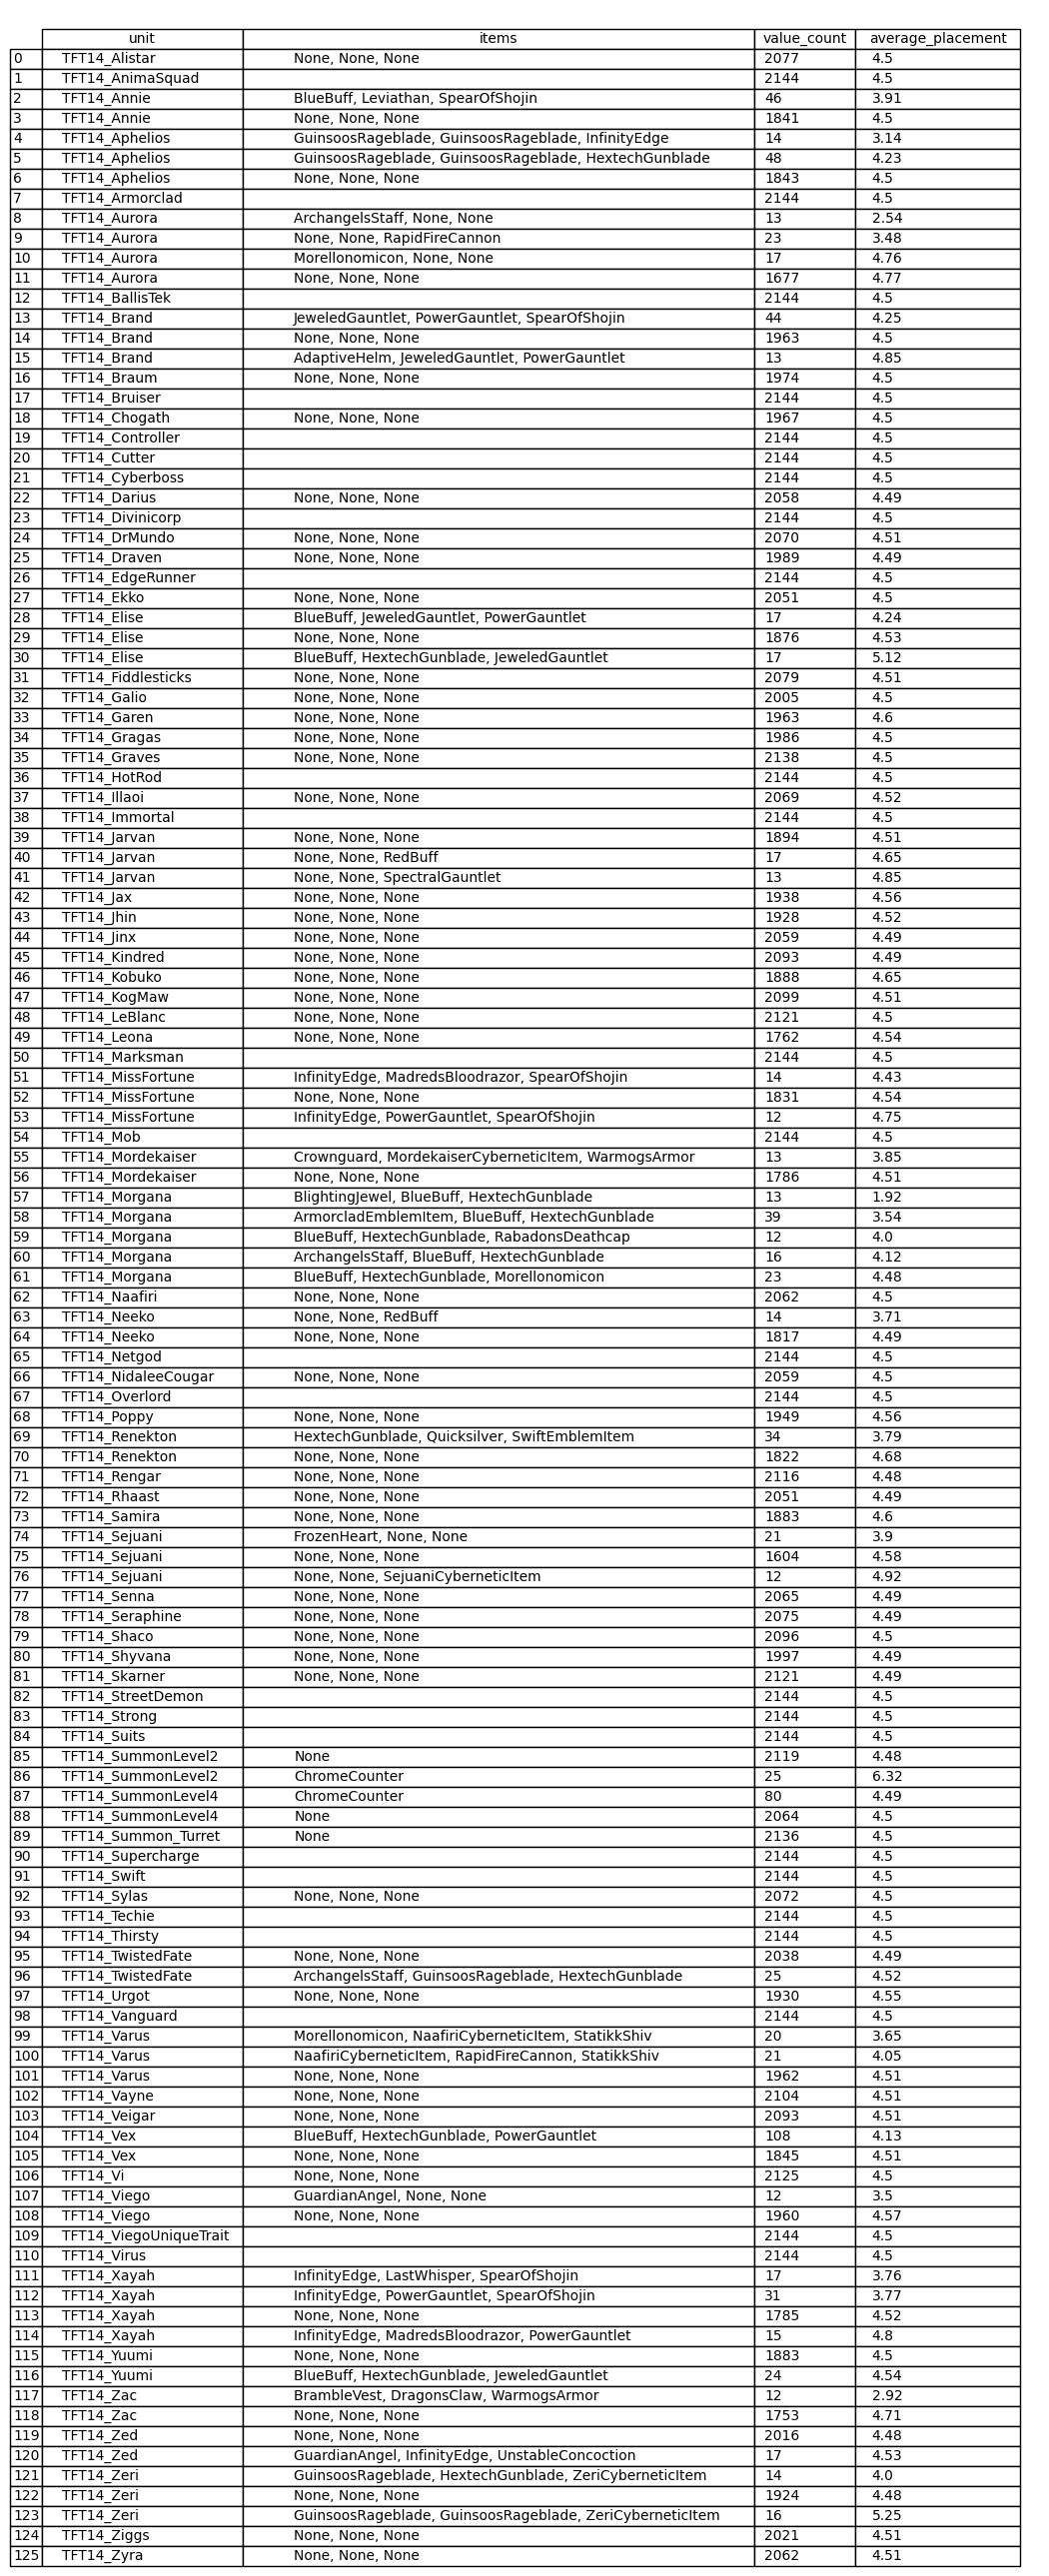 unit items value_count average_placement
0 TFT14_Alistar None, None, None 2077 4.5
1 TFT14_AnimaSquad 2144 4.5
2 TFT14_Annie BlueBuff, Leviathan, SpearOfShojin 46 3.91
3 TFT14_Annie None, None, None 1841 4.5
4 TFT14_Aphelios GuinsoosRageblade, GuinsoosRageblade, InfinityEdge 14 3.14
5 TFT14_Aphelios GuinsoosRageblade, GuinsoosRageblade, HextechGunblade 48 4.23
6 TFT14_Aphelios None, None, None 1843 4.5
7 TFT14_Armorclad 2144 4.5
8 TFT14_Aurora ArchangelsStaff, None, None 13 2.54
9 TFT14_Aurora None, None, RapidFireCannon 23 3.48
10 TFT14_Aurora Morellonomicon, None, None 17 4.76
11 TFT14_Aurora None, None, None 1677 4.77
12 TFT14_BallisTek 2144 4.5
13 TFT14_Brand JeweledGauntlet, PowerGauntlet, SpearOfShojin 44 4.25
14 TFT14_Brand None, None, None 1963 4.5
15 TFT14_Brand AdaptiveHelm, JeweledGauntlet, PowerGauntlet 13 4.85
16 TFT14_Braum None, None, None 1974 4.5
17 TFT14_Bruiser 2144 4.5
18 TFT14_Chogath None, None, None 1967 4.5
19 TFT14_Controller 2144 4.5
20 TFT14_Cutter 2144 4.5
21 TFT14_Cyberboss 2144 4.5
22 TFT14_Darius None, None, None 2058 4.49
23 TFT14_Divinicorp 2144 4.5
24 TFT14_DrMundo None, None, None 2070 4.51
25 TFT14_Draven None, None, None 1989 4.49
26 TFT14_EdgeRunner 2144 4.5
27 TFT14_Ekko None, None, None 2051 4.5
28 TFT14_Elise BlueBuff, JeweledGauntlet, PowerGauntlet 17 4.24
29 TFT14_Elise None, None, None 1876 4.53
30 TFT14_Elise BlueBuff, HextechGunblade, JeweledGauntlet 17 5.12
31 TFT14_Fiddlesticks None, None, None 2079 4.51
32 TFT14_Galio None, None, None 2005 4.5
33 TFT14_Garen None, None, None 1963 4.6
34 TFT14_Gragas None, None, None 1986 4.5
35 TFT14_Graves None, None, None 2138 4.5
36 TFT14_HotRod 2144 4.5
37 TFT14_Illaoi None, None, None 2069 4.52
38 TFT14_Immortal 2144 4.5
39 TFT14_Jarvan None, None, None 1894 4.51
40 TFT14_Jarvan None, None, RedBuff 17 4.65
41 TFT14_Jarvan None, None, SpectralGauntlet 13 4.85
42 TFT14_Jax None, None, None 1938 4.56
43 TFT14_Jhin None, None, None 1928 4.52
44 TFT14_Jinx None, None, None 2059 4.49
45 TFT14_Kindred None, None, None 2093 4.49
46 TFT14_Kobuko None, None, None 1888 4.65
47 TFT14_KogMaw None, None, None 2099 4.51
48 TFT14_LeBlanc None, None, None 2121 4.5
49 TFT14_Leona None, None, None 1762 4.54
50 TFT14_Marksman 2144 4.5
51 TFT14_MissFortune InfinityEdge, MadredsBloodrazor, SpearOfShojin 14 4.43
52 TFT14_MissFortune None, None, None 1831 4.54
53 TFT14_MissFortune InfinityEdge, PowerGauntlet, SpearOfShojin 12 4.75
54 TFT14_Mob 2144 4.5
55 TFT14_Mordekaiser Crownguard, MordekaiserCyberneticItem, WarmogsArmor 13 3.85
56 TFT14_Mordekaiser None, None, None 1786 4.51
57 TFT14_Morgana BlightingJewel, BlueBuff, HextechGunblade 13 1.92
58 TFT14_Morgana ArmorcladEmblemItem, BlueBuff, HextechGunblade 39 3.54
59 TFT14_Morgana BlueBuff, HextechGunblade, RabadonsDeathcap 12 4.0
60 TFT14_Morgana ArchangelsStaff, BlueBuff, HextechGunblade 16 4.12
61 TFT14_Morgana BlueBuff, HextechGunblade, Morellonomicon 23 4.48
62 TFT14_Naafiri None, None, None 2062 4.5
63 TFT14_Neeko None, None, RedBuff 14 3.71
64 TFT14_Neeko None, None, None 1817 4.49
65 TFT14_Netgod 2144 4.5
66 TFT14_NidaleeCougar None, None, None 2059 4.5
67 TFT14_Overlord 2144 4.5
68 TFT14_Poppy None, None, None 1949 4.56
69 TFT14_Renekton HextechGunblade, Quicksilver, SwiftEmblemItem 34 3.79
70 TFT14_Renekton None, None, None 1822 4.68
71 TFT14_Rengar None, None, None 2116 4.48
72 TFT14_Rhaast None, None, None 2051 4.49
73 TFT14_Samira None, None, None 1883 4.6
74 TFT14_Sejuani FrozenHeart, None, None 21 3.9
75 TFT14_Sejuani None, None, None 1604 4.58
76 TFT14_Sejuani None, None, SejuaniCyberneticItem 12 4.92
77 TFT14_Senna None, None, None 2065 4.49
78 TFT14_Seraphine None, None, None 2075 4.49
79 TFT14_Shaco None, None, None 2096 4.5
80 TFT14_Shyvana None, None, None 1997 4.49
81 TFT14_Skarner None, None, None 2121 4.49
82 TFT14_StreetDemon 2144 4.5
83 TFT14_Strong 2144 4.5
84 TFT14_Suits 2144 4.5
85 TFT14_SummonLevel2 None 2119 4.48
86 TFT14_SummonLevel2 ChromeCounter 25 6.32
87 TFT14_SummonLevel4 ChromeCounter 80 4.49
88 TFT14_SummonLevel4 None 2064 4.5
89 TFT14_Summon_Turret None 2136 4.5
90 TFT14_Supercharge 2144 4.5
91 TFT14_Swift 2144 4.5
92 TFT14_Sylas None, None, None 2072 4.5
93 TFT14_Techie 2144 4.5
94 TFT14_Thirsty 2144 4.5
95 TFT14_TwistedFate None, None, None 2038 4.49
96 TFT14_TwistedFate ArchangelsStaff, GuinsoosRageblade, HextechGunblade 25 4.52
97 TFT14_Urgot None, None, None 1930 4.55
98 TFT14_Vanguard 2144 4.5
99 TFT14_Varus Morellonomicon, NaafiriCyberneticItem, StatikkShiv 20 3.65
100 TFT14_Varus NaafiriCyberneticItem, RapidFireCannon, StatikkShiv 21 4.05
101 TFT14_Varus None, None, None 1962 4.51
102 TFT14_Vayne None, None, None 2104 4.51
103 TFT14_Veigar None, None, None 2093 4.51
104 TFT14_Vex BlueBuff, HextechGunblade, PowerGauntlet 108 4.13
105 TFT14_Vex None, None, None 1845 4.51
106 TFT14_Vi None, None, None 2125 4.5
107 TFT14_Viego GuardianAngel, None, None 12 3.5
108 TFT14_Viego None, None, None 1960 4.57
109 TFT14_ViegoUniqueTrait 2144 4.5
110 TFT14_Virus 2144 4.5
111 TFT14_Xayah InfinityEdge, LastWhisper, SpearOfShojin 17 3.76
112 TFT14_Xayah InfinityEdge, PowerGauntlet, SpearOfShojin 31 3.77
113 TFT14_Xayah None, None, None 1785 4.52
114 TFT14_Xayah InfinityEdge, MadredsBloodrazor, PowerGauntlet 15 4.8
115 TFT14_Yuumi None, None, None 1883 4.5
116 TFT14_Yuumi BlueBuff, HextechGunblade, JeweledGauntlet 24 4.54
117 TFT14_Zac BrambleVest, DragonsClaw, WarmogsArmor 12 2.92
118 TFT14_Zac None, None, None 1753 4.71
119 TFT14_Zed None, None, None 2016 4.48
120 TFT14_Zed GuardianAngel, InfinityEdge, UnstableConcoction 17 4.53
121 TFT14_Zeri GuinsoosRageblade, HextechGunblade, ZeriCyberneticItem 14 4.0
122 TFT14_Zeri None, None, None 1924 4.48
123 TFT14_Zeri GuinsoosRageblade, GuinsoosRageblade, ZeriCyberneticItem 16 5.25
124 TFT14_Ziggs None, None, None 2021 4.51
125 TFT14_Zyra None, None, None 2062 4.51